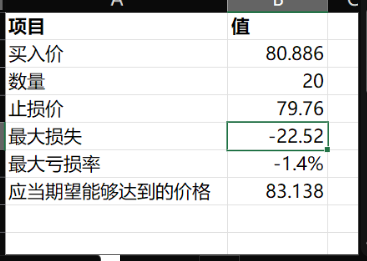 A B C
项目 值
买入价 80.886
数量 20
止损价 79.76
最大损失 -22.52
最大亏损率 -1.4%
应当期望能够达到的价格 83.138